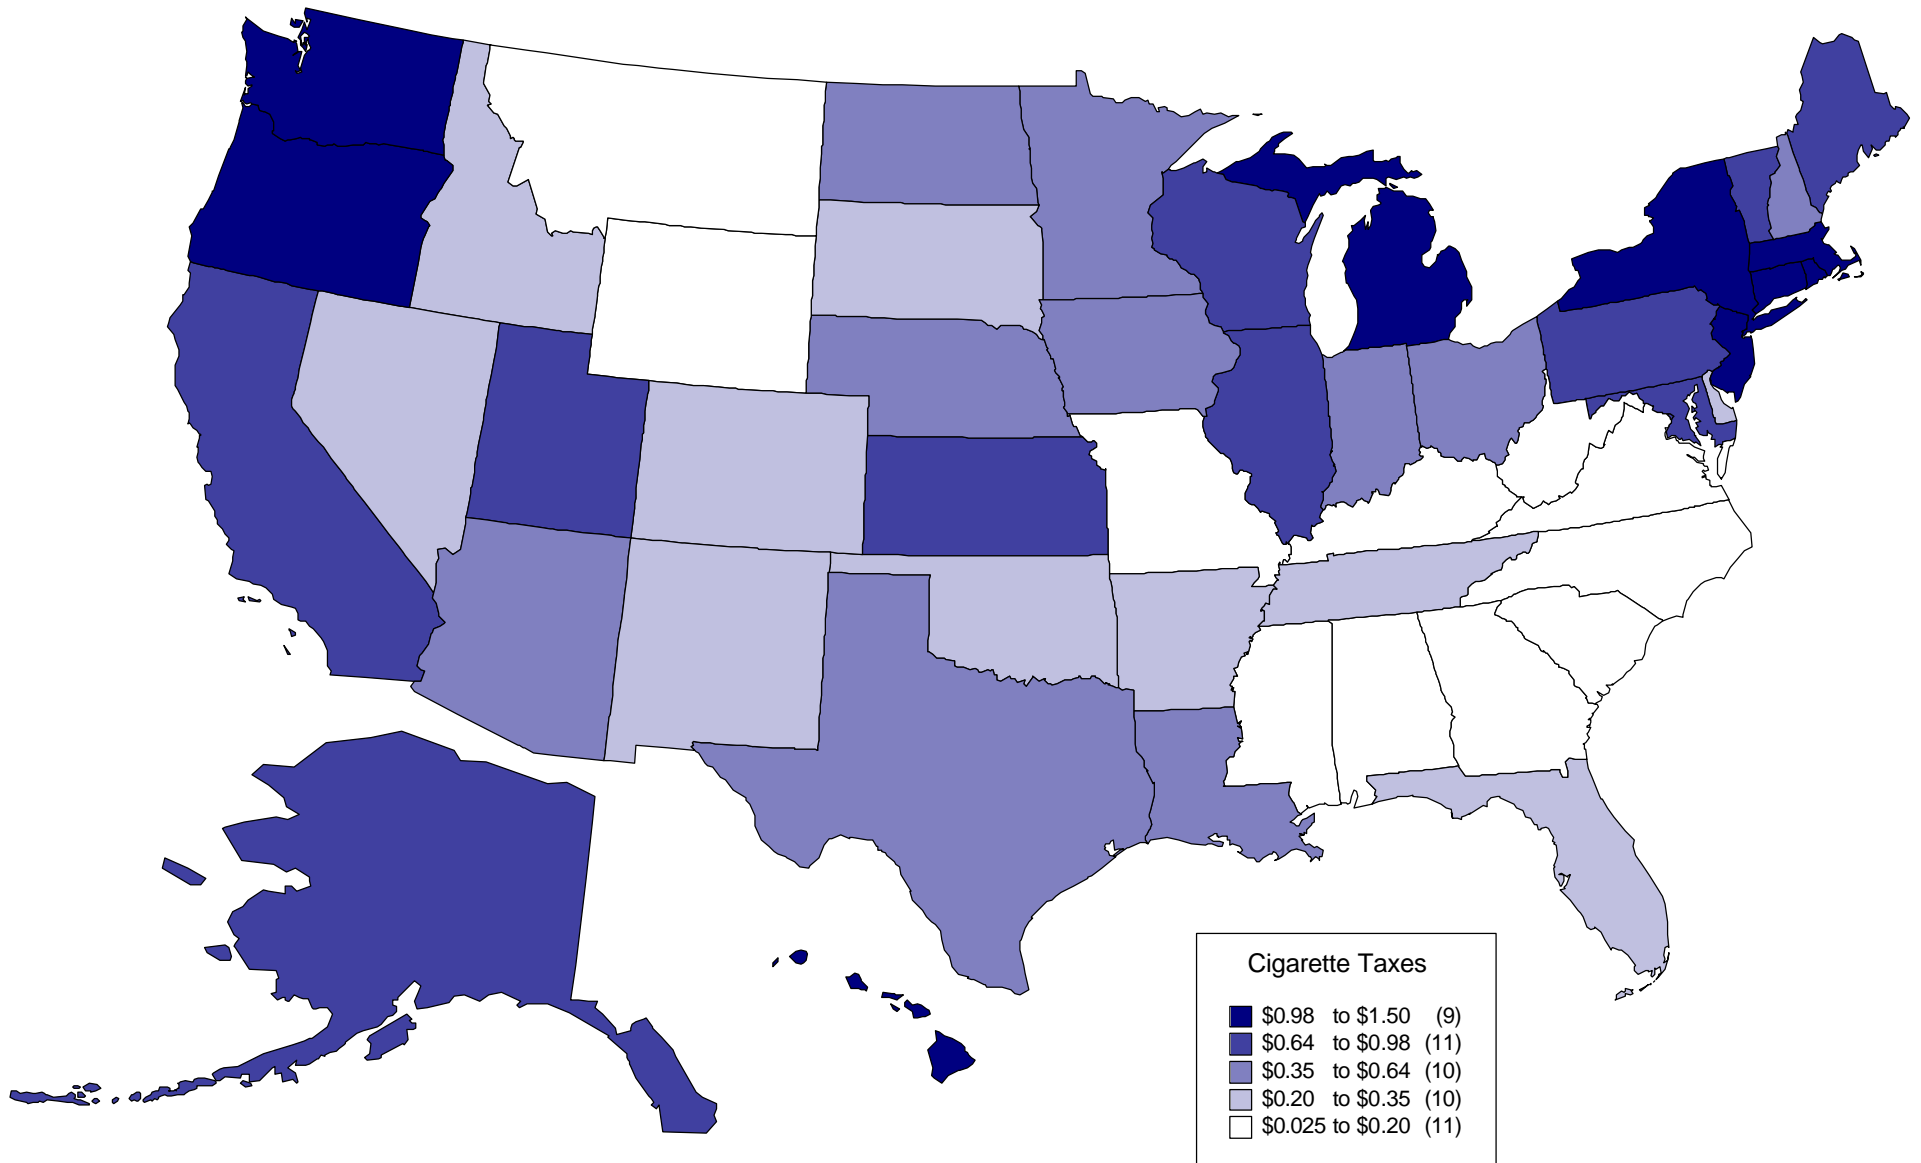 Cigarette Taxes
$0.98 to $1.50 (9)
$0.64 to $0.98 (11)
$0.35 to $0.64 (10)
$0.20 to $0.35 (10)
$0.025 to $0.20 (11)